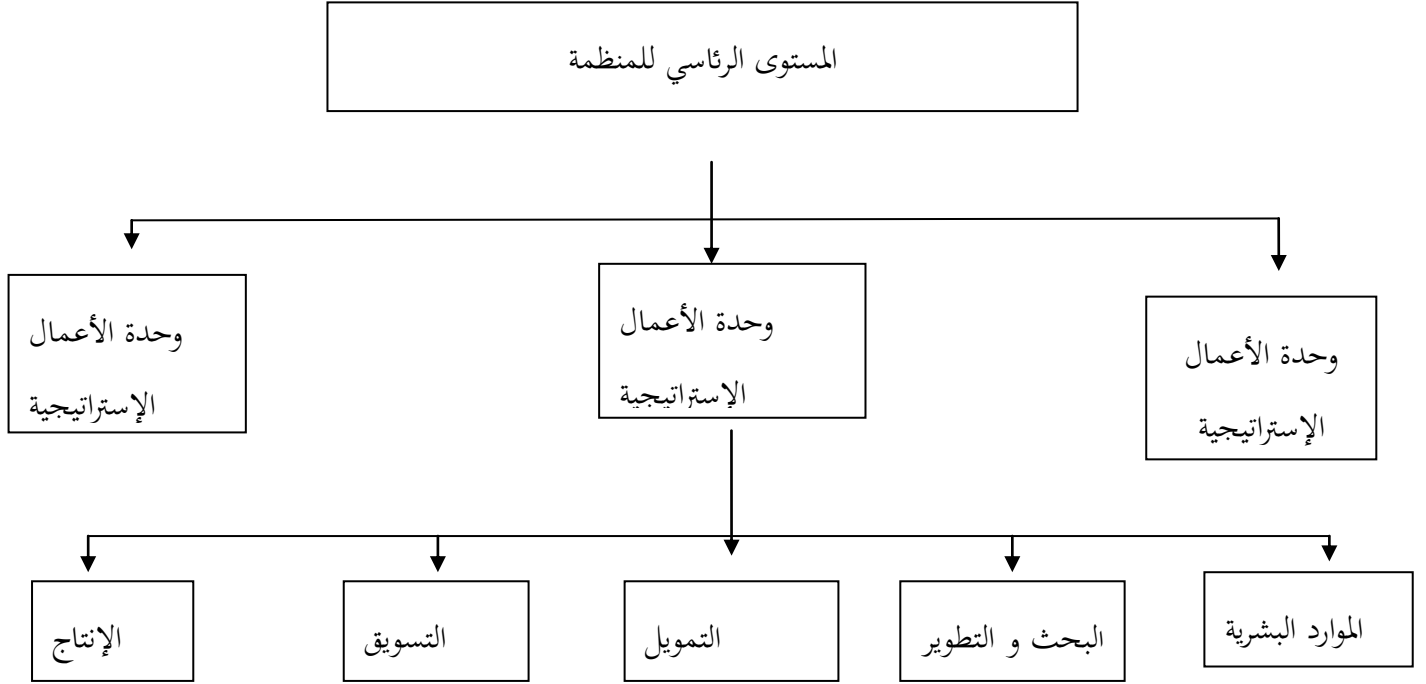 المستوى الرئاسي للمنظمة
وحدة الأعمال
الإستراتيجية
وحدة الأعمال
الإستراتيجية
وحدة الأعمال
الإستراتيجية
الموارد البشرية
البحث و التطوير
التمويل
التسويق
الإنتاج